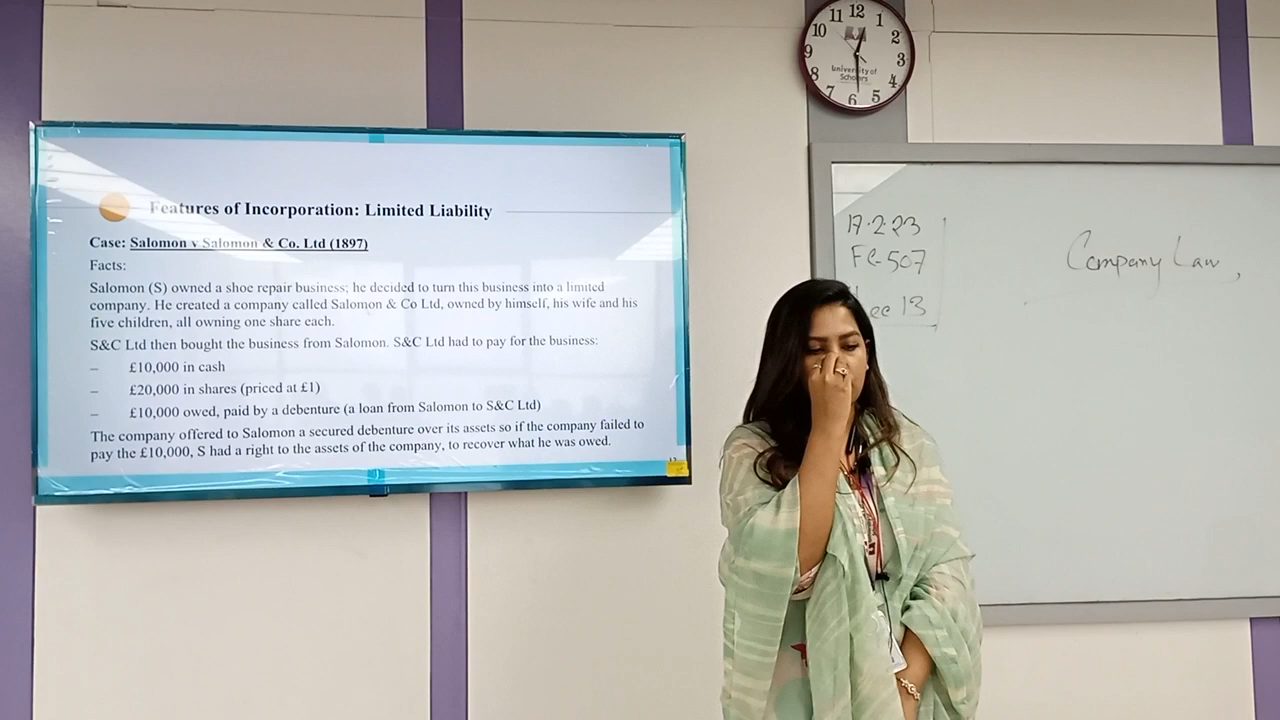 Features of Incorporation: Limited Liability
Case: Salomon v Salomon & Co. Ltd (1897)
Facts:
Salomon (S) owned a shoe repair business; he decided to turn this business into a limited
company. He created a company called Salomon & Co Ltd, owned by himself, his wife and his
five children, all owning one share each.
S&C Ltd then bought the business from Salomon. S&C Ltd had to pay for the business:
– £10,000 in cash
– £20,000 in shares (priced at £1)
– £10,000 owed, paid by a debenture (a loan from Salomon to S&C Ltd)
The company offered to Salomon a secured debenture over its assets so if the company failed to
pay the £10,000, S had a right to the assets of the company, to recover what he was owed.
12 1 2 3 4 5 6 7 8 9 10 11
University of
Scholars
17.2.23
FC-507
Lec 13
Company Law,